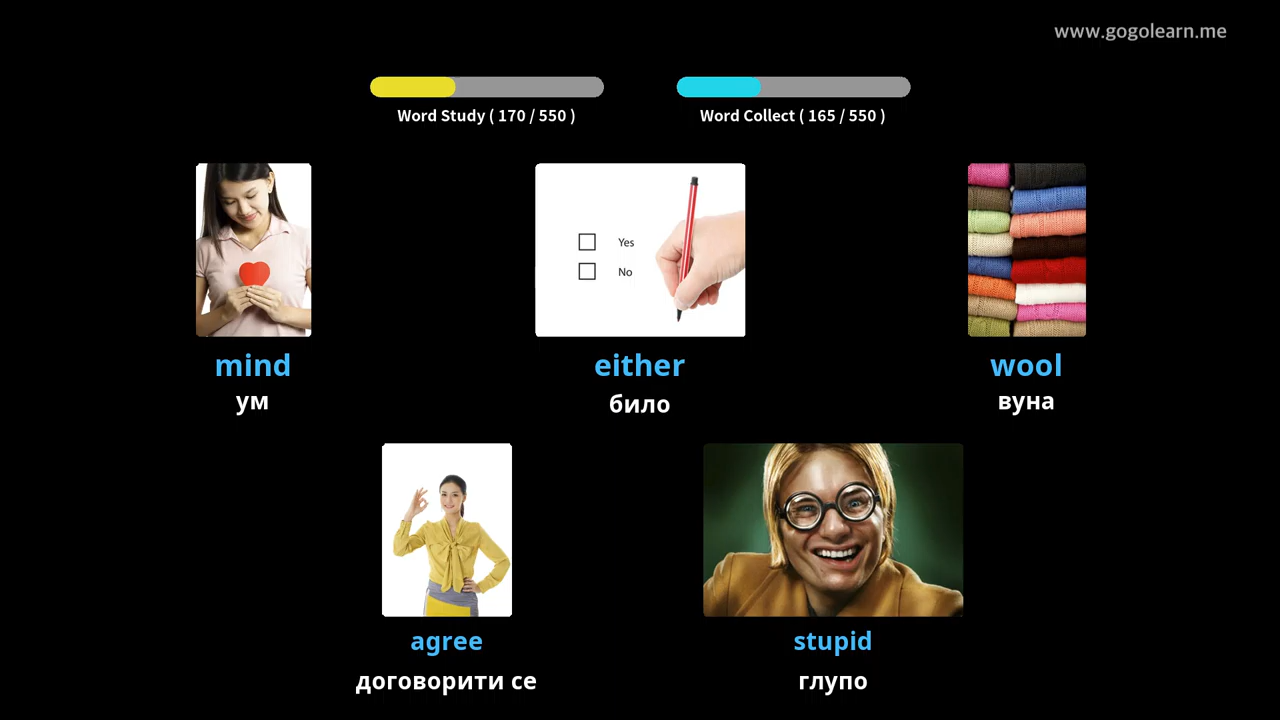 www.gogolearn.me
Word Study ( 170 / 550 )
Word Collect ( 165 / 550 )
Yes
No
mind
ум
either
било
wool
вуна
agree
договорити се
stupid
глупо